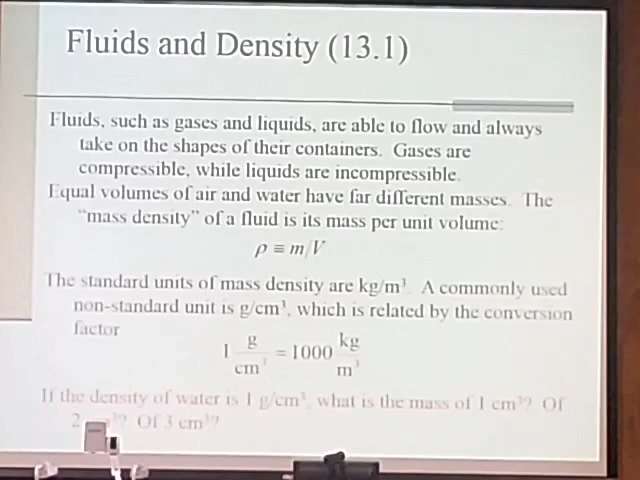 Fluids and Density (13.1)
Fluids, such as gases and liquids, are able to flow and always
take on the shapes of their containers. Gases are
compressible, while liquids are incompressible.
Equal volumes of air and water have far different masses. The
“mass density” of a fluid is its mass per unit volume:
ρ ≡ m/V
The standard units of mass density are kg/m³. A commonly used
non-standard unit is g/cm³, which is related by the conversion
factor
1 g/cm³ = 1000 kg/m³
If the density of water is 1 g/cm³, what is the mass of 1 cm³? Of
2 ³? Of 3 cm³?